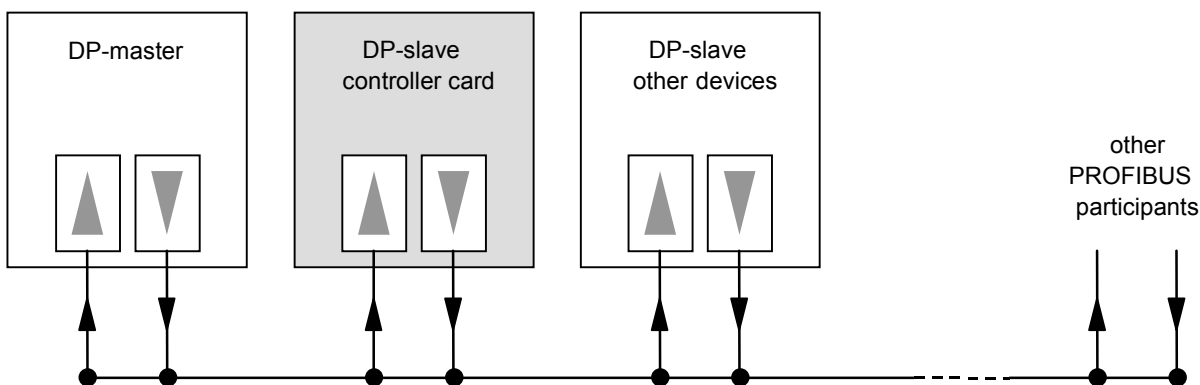 DP-master
DP-slave
controller card
DP-slave
other devices
other
PROFIBUS
participants